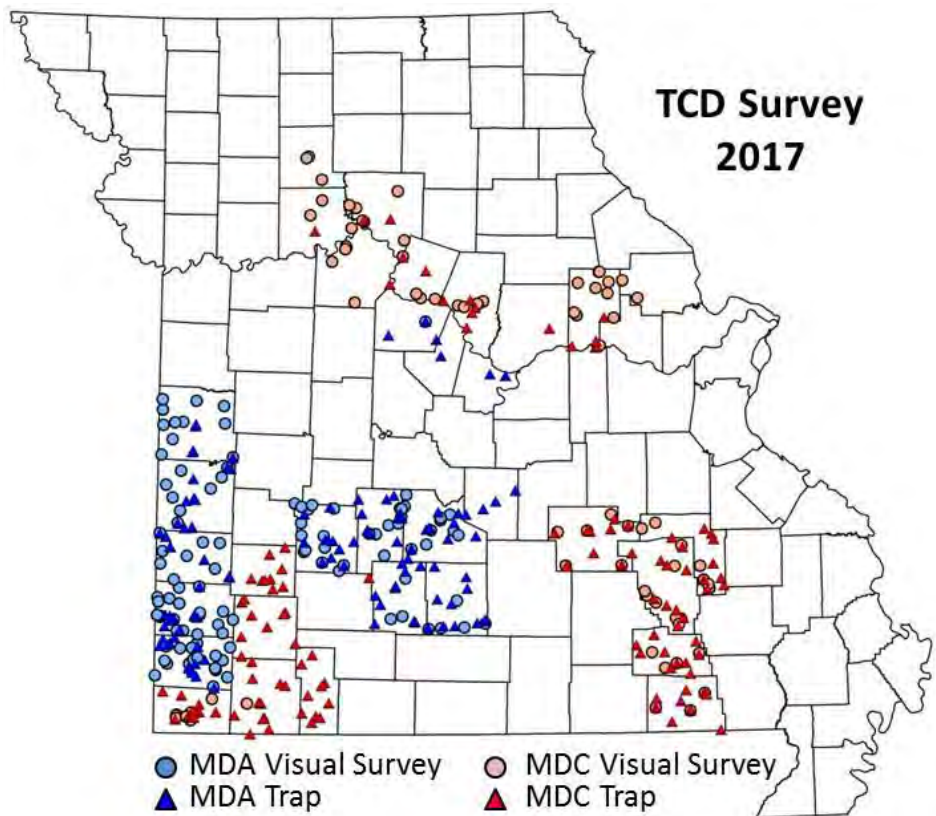 TCD Survey
2017
MDA Visual Survey
MDC Visual Survey
MDA Trap
MDC Trap